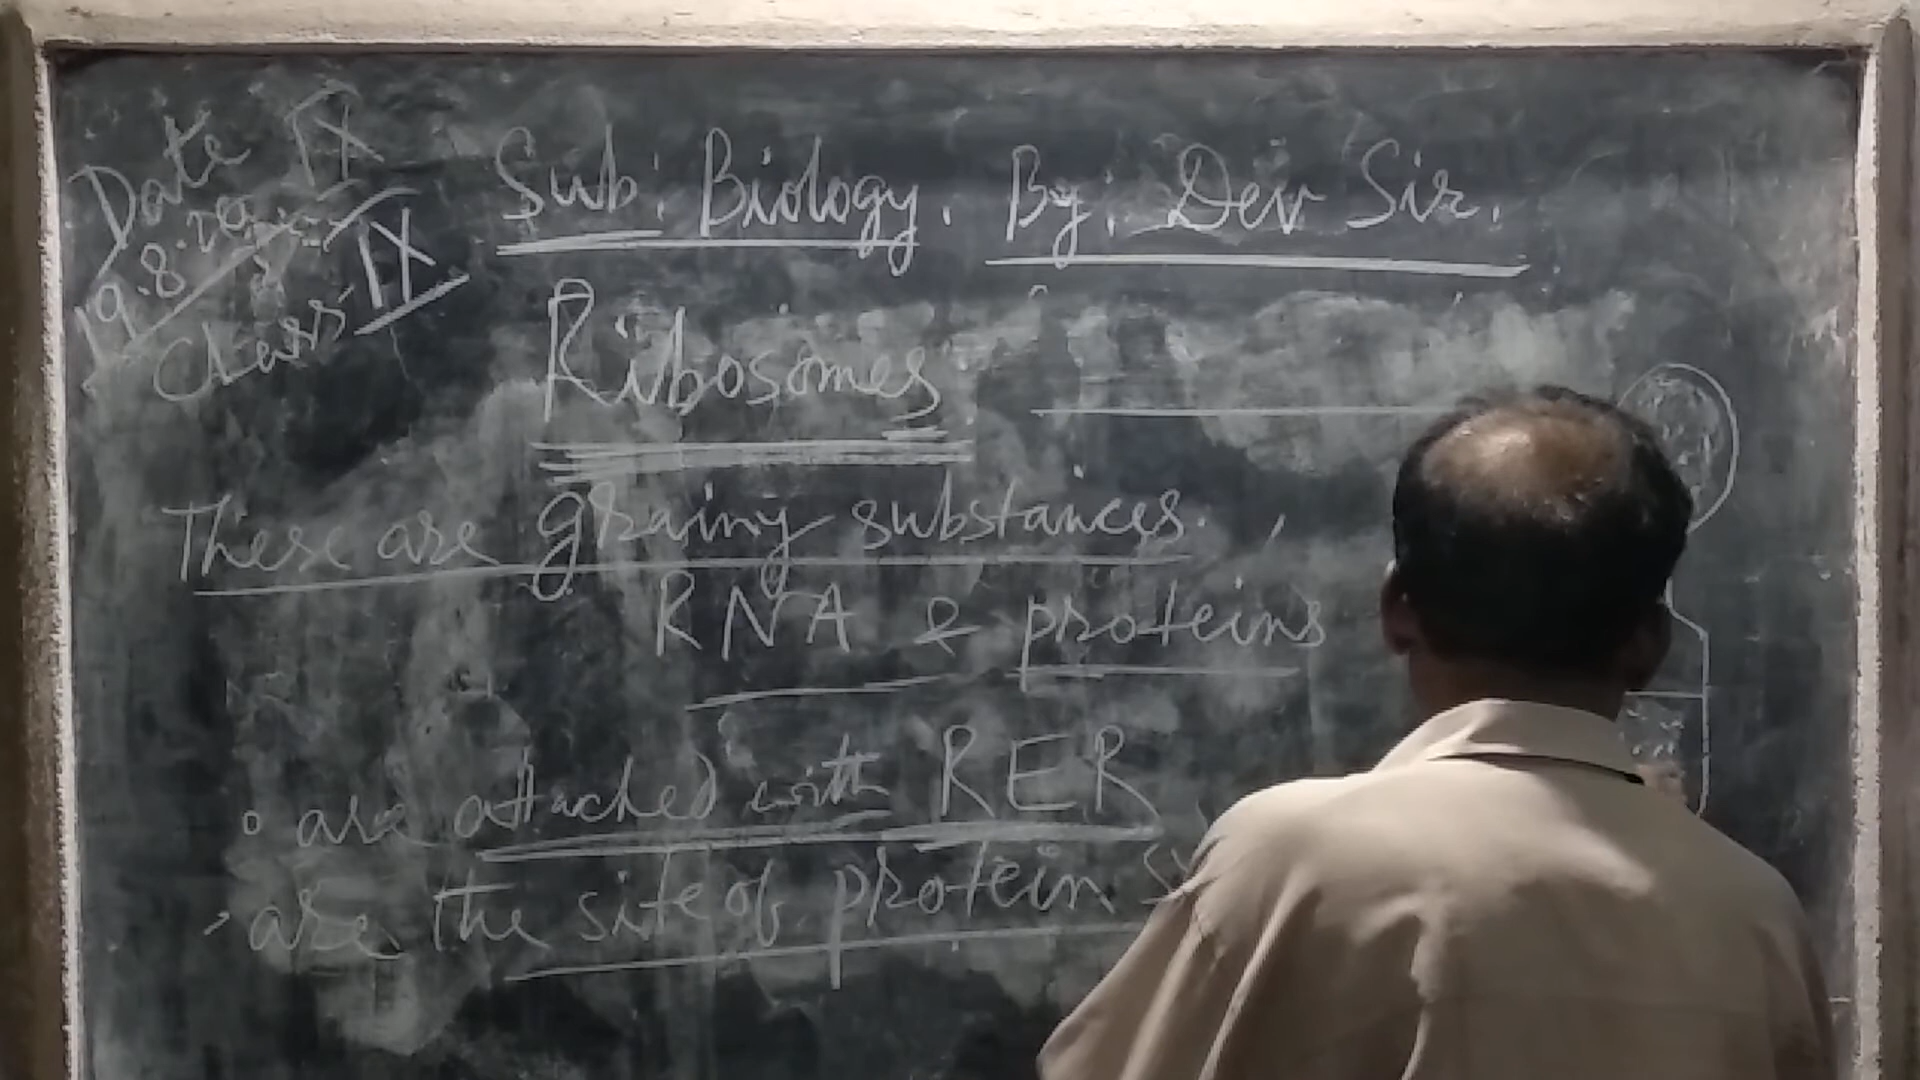 Date IX
19.8.20
Class IX
Sub: Biology. By: Dev Sir.
Ribosomes
These are grainy substances.
RNA & proteins
are attached with RER
are the site of protein